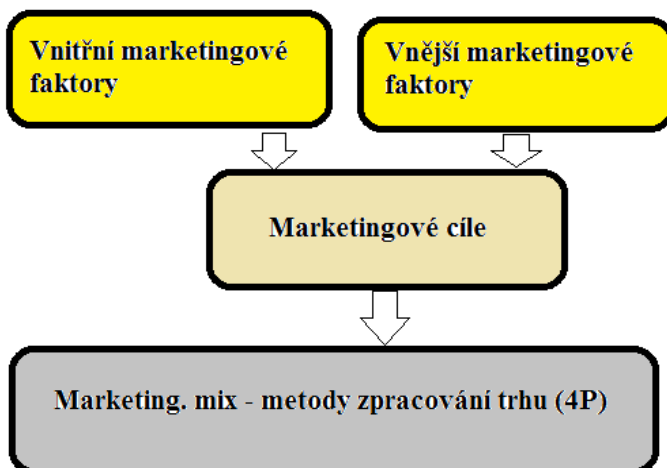 Vnitřní marketingové
faktory
Vnější marketingové
faktory
Marketingové cíle
Marketing. mix - metody zpracování trhu (4P)